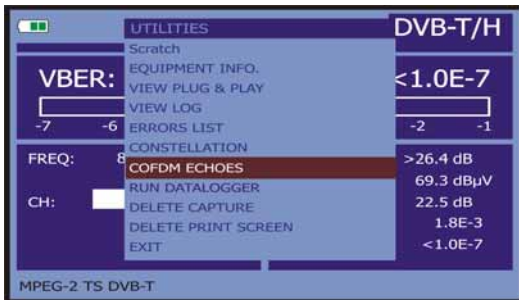 UTILITIES
DVB-T/H
Scratch
EQUIPMENT INFO.
VBER:
<1.0E-7
VIEW PLUG & PLAY
VIEW LOG
-7 -6 -2 -1
ERRORS LIST
CONSTELLATION
FREQ: 8
>26.4 dB
COFDM ECHOES
69.3 dBµV
RUN DATALOGGER
CH:
22.5 dB
DELETE CAPTURE
1.8E-3
DELETE PRINT SCREEN
<1.0E-7
EXIT
MPEG-2 TS DVB-T